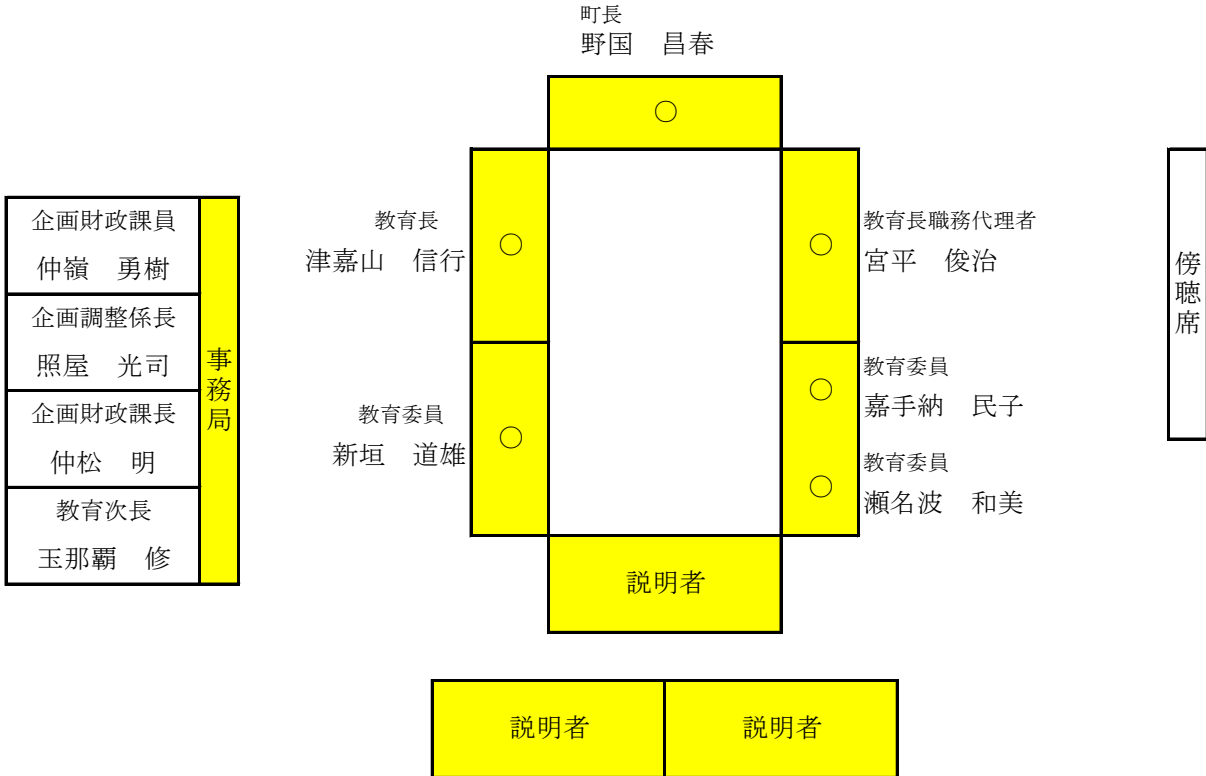 町長
野国　昌春
○
教育長
津嘉山　信行
○
○
教育長職務代理者
宮平　俊治
企画財政課員
仲嶺　勇樹
企画調整係長
照屋　光司
企画財政課長
仲松　明
教育次長
玉那覇　修
事務局
教育委員
新垣　道雄
○
○
教育委員
嘉手納　民子
○
教育委員
瀬名波　和美
傍聴席
説明者
説明者
説明者